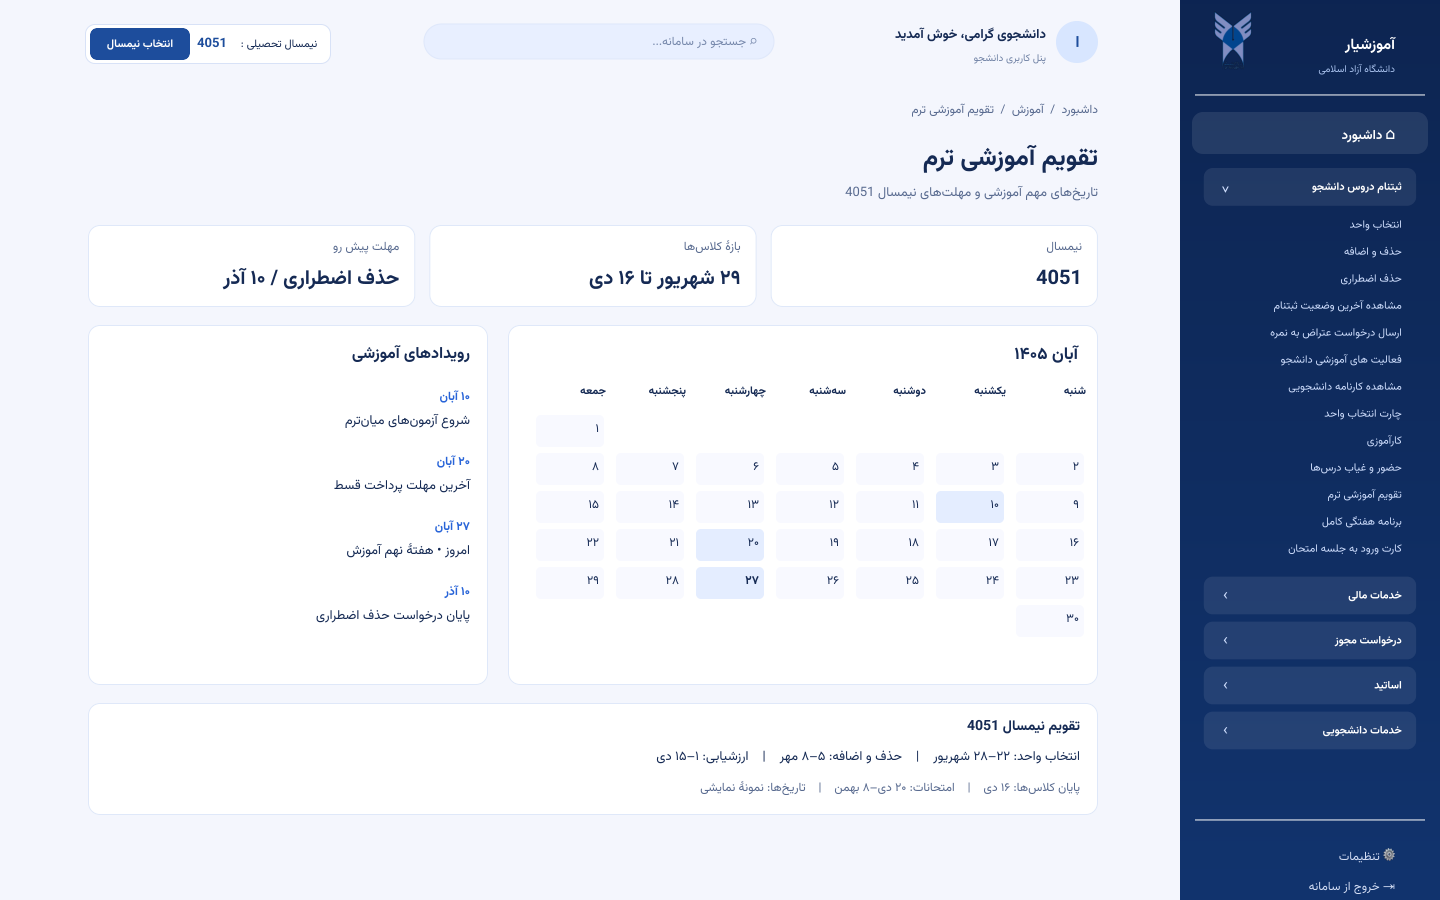 آموزشیار
دانشگاه آزاد اسلامی
داشبورد
ثبتنام دروس دانشجو
انتخاب واحد
حذف و اضافه
حذف اضطراری
مشاهده آخرین وضعیت ثبتنام
ارسال درخواست عتراض به نمره
فعالیت های آموزشی دانشجو
مشاهده کارنامه دانشجویی
چارت انتخاب واحد
کارآموزی
حضور و غیاب درس‌ها
تقویم آموزشی ترم
برنامه هفتگی کامل
کارت ورود به جلسه امتحان
خدمات مالی
درخواست مجوز
اساتید
خدمات دانشجویی
تنظیمات
خروج از سامانه
ا
دانشجوی گرامی، خوش آمدید
پنل کاربری دانشجو
جستجو در سامانه...
نیمسال تحصیلی : 4051 انتخاب نیمسال
داشبورد / آموزش / تقویم آموزشی ترم
تقویم آموزشی ترم
تاریخ‌های مهم آموزشی و مهلت‌های نیمسال 4051
نیمسال
4051
بازهٔ کلاس‌ها
۲۹ شهریور تا ۱۶ دی
مهلت پیش رو
حذف اضطراری / ۱۰ آذر
آبان ۱۴۰۵
شنبه یکشنبه دوشنبه سه‌شنبه چهارشنبه پنجشنبه جمعه
۱
۲ ۳ ۴ ۵ ۶ ۷ ۸
۹ ۱۰ ۱۱ ۱۲ ۱۳ ۱۴ ۱۵
۱۶ ۱۷ ۱۸ ۱۹ ۲۰ ۲۱ ۲۲
۲۳ ۲۴ ۲۵ ۲۶ ۲۷ ۲۸ ۲۹
۳۰
رویدادهای آموزشی
۱۰ آبان
شروع آزمون‌های میان‌ترم
۲۰ آبان
آخرین مهلت پرداخت قسط
۲۷ آبان
امروز • هفتهٔ نهم آموزش
۱۰ آذر
پایان درخواست حذف اضطراری
تقویم نیمسال 4051
انتخاب واحد: ۲۲–۲۸ شهریور | حذف و اضافه: ۵–۸ مهر | ارزشیابی: ۱–۱۵ دی
پایان کلاس‌ها: ۱۶ دی | امتحانات: ۲۰ دی–۸ بهمن | تاریخ‌ها: نمونهٔ نمایشی